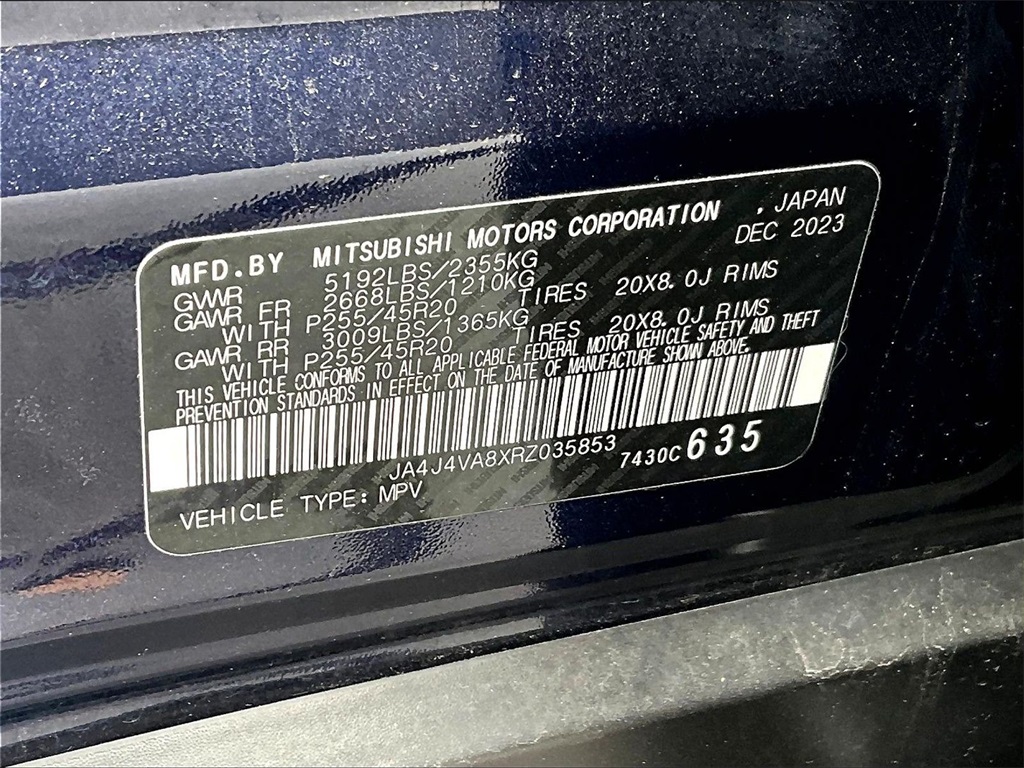 MFD.BY MITSUBISHI MOTORS CORPORATION , JAPAN
DEC 2023
GVWR 5192LBS/2355KG
GAWR FR 2668LBS/1210KG
WITH P255/45R20 TIRES 20X8.0J RIMS
GAWR RR 3009LBS/1365KG
WITH P255/45R20 TIRES 20X8.0J RIMS
THIS VEHICLE CONFORMS TO ALL APPLICABLE FEDERAL MOTOR VEHICLE SAFETY AND THEFT
PREVENTION STANDARDS IN EFFECT ON THE DATE OF MANUFACTURE SHOWN ABOVE.
JA4J4VA8XRZ035853 7430C 635
VEHICLE TYPE: MPV